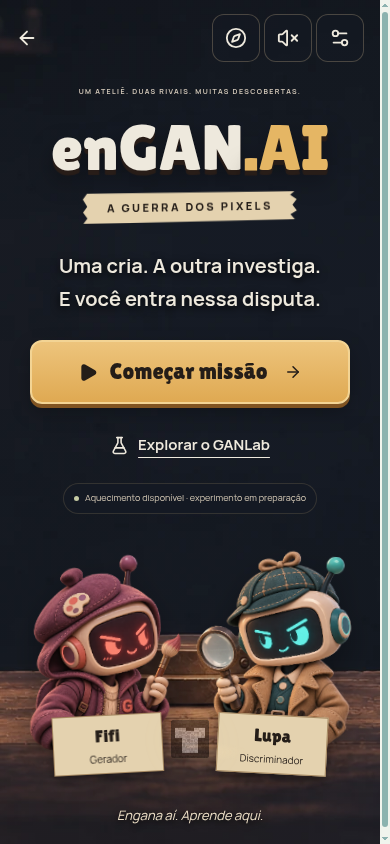 UM ATELIÊ. DUAS RIVAIS. MUITAS DESCOBERTAS.
enGAN.AI
A GUERRA DOS PIXELS
Uma cria. A outra investiga.
E você entra nessa disputa.
Começar missão
Explorar o GANLab
Aquecimento disponível · experimento em preparação
G
Fifi
Gerador
Lupa
Discriminador
Engana aí. Aprende aqui.